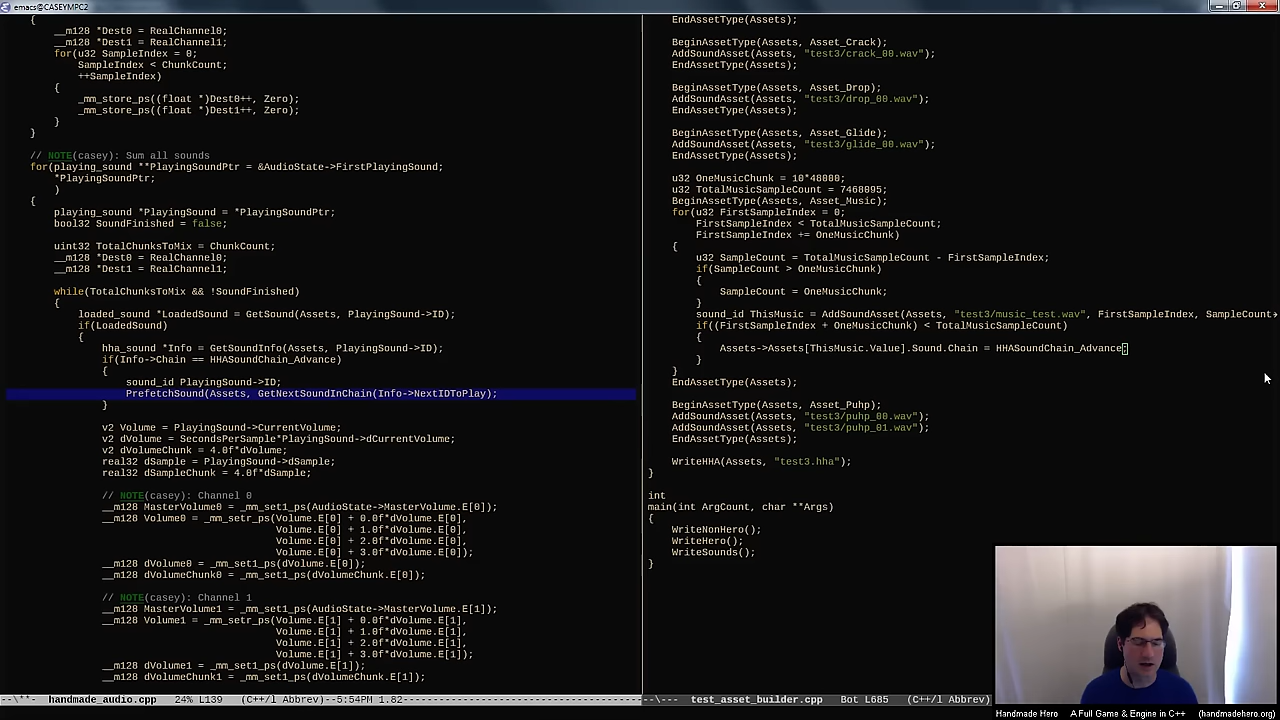 emacs@CASEYMPC2
{
__m128 *Dest0 = RealChannel0;
__m128 *Dest1 = RealChannel1;
for(u32 SampleIndex = 0;
SampleIndex < ChunkCount;
++SampleIndex)
{
_mm_store_ps((float *)Dest0++, Zero);
_mm_store_ps((float *)Dest1++, Zero);
}
}
// NOTE(casey): Sum all sounds
for(playing_sound **PlayingSoundPtr = &AudioState->FirstPlayingSound;
*PlayingSoundPtr;
)
{
playing_sound *PlayingSound = *PlayingSoundPtr;
bool32 SoundFinished = false;
uint32 TotalChunksToMix = ChunkCount;
__m128 *Dest0 = RealChannel0;
__m128 *Dest1 = RealChannel1;
while(TotalChunksToMix && !SoundFinished)
{
loaded_sound *LoadedSound = GetSound(Assets, PlayingSound->ID);
if(LoadedSound)
{
hha_sound *Info = GetSoundInfo(Assets, PlayingSound->ID);
if(Info->Chain == HHASoundChain_Advance)
{
sound_id PlayingSound->ID;
PrefetchSound(Assets, GetNextSoundInChain(Info->NextIDToPlay);
}
v2 Volume = PlayingSound->CurrentVolume;
v2 dVolume = SecondsPerSample*PlayingSound->dCurrentVolume;
v2 dVolumeChunk = 4.0f*dVolume;
real32 dSample = PlayingSound->dSample;
real32 dSampleChunk = 4.0f*dSample;
// NOTE(casey): Channel 0
__m128 MasterVolume0 = _mm_set1_ps(AudioState->MasterVolume.E[0]);
__m128 Volume0 = _mm_setr_ps(Volume.E[0] + 0.0f*dVolume.E[0],
Volume.E[0] + 1.0f*dVolume.E[0],
Volume.E[0] + 2.0f*dVolume.E[0],
Volume.E[0] + 3.0f*dVolume.E[0]);
__m128 dVolume0 = _mm_set1_ps(dVolume.E[0]);
__m128 dVolumeChunk0 = _mm_set1_ps(dVolumeChunk.E[0]);
// NOTE(casey): Channel 1
__m128 MasterVolume1 = _mm_set1_ps(AudioState->MasterVolume.E[1]);
__m128 Volume1 = _mm_setr_ps(Volume.E[1] + 0.0f*dVolume.E[1],
Volume.E[1] + 1.0f*dVolume.E[1],
Volume.E[1] + 2.0f*dVolume.E[1],
Volume.E[1] + 3.0f*dVolume.E[1]);
__m128 dVolume1 = _mm_set1_ps(dVolume.E[1]);
__m128 dVolumeChunk1 = _mm_set1_ps(dVolumeChunk.E[1]);
-\**- handmade_audio.cpp 24% L139 (C++/l Abbrev)--5:54PM 1.82
EndAssetType(Assets);
BeginAssetType(Assets, Asset_Crack);
AddSoundAsset(Assets, "test3/crack_00.wav");
EndAssetType(Assets);
BeginAssetType(Assets, Asset_Drop);
AddSoundAsset(Assets, "test3/drop_00.wav");
EndAssetType(Assets);
BeginAssetType(Assets, Asset_Glide);
AddSoundAsset(Assets, "test3/glide_00.wav");
EndAssetType(Assets);
u32 OneMusicChunk = 10*48000;
u32 TotalMusicSampleCount = 7468095;
BeginAssetType(Assets, Asset_Music);
for(u32 FirstSampleIndex = 0;
FirstSampleIndex < TotalMusicSampleCount;
FirstSampleIndex += OneMusicChunk)
{
u32 SampleCount = TotalMusicSampleCount - FirstSampleIndex;
if(SampleCount > OneMusicChunk)
{
SampleCount = OneMusicChunk;
}
sound_id ThisMusic = AddSoundAsset(Assets, "test3/music_test.wav", FirstSampleIndex, SampleCount
if((FirstSampleIndex + OneMusicChunk) < TotalMusicSampleCount)
{
Assets->Assets[ThisMusic.Value].Sound.Chain = HHASoundChain_Advance;
}
}
EndAssetType(Assets);
BeginAssetType(Assets, Asset_Puhp);
AddSoundAsset(Assets, "test3/puhp_00.wav");
AddSoundAsset(Assets, "test3/puhp_01.wav");
EndAssetType(Assets);
WriteHHA(Assets, "test3.hha");
}
int
main(int ArgCount, char **Args)
{
WriteNonHero();
WriteHero();
WriteSounds();
}
--\--- test_asset_builder.cpp Bot L685 (C++/l Abbrev)
Handmade Hero A Full Game & Engine in C++ (handmadehero.org)